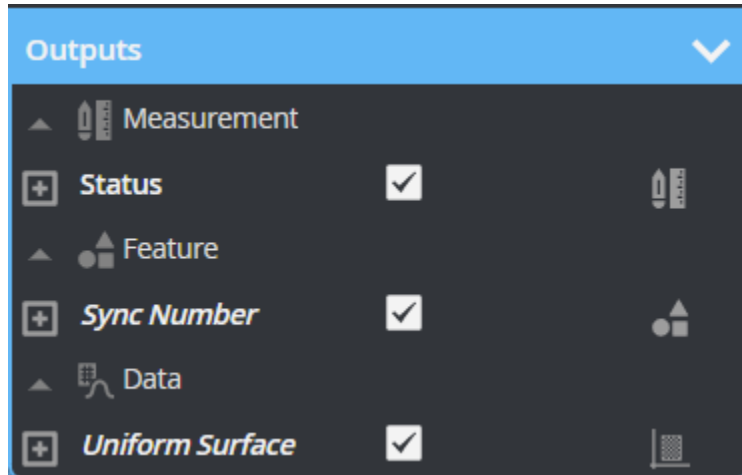 Outputs
Measurement
Status
Feature
Sync Number
Data
Uniform Surface